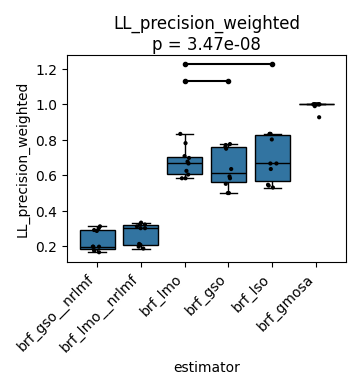 LL_precision_weighted
p = 3.47e-08
LL_precision_weighted
1.2
1.0
0.8
0.6
0.4
0.2
brf_gso__nrlmf
brf_lmo__nrlmf
brf_lmo
brf_gso
brf_lso
brf_gmosa
estimator